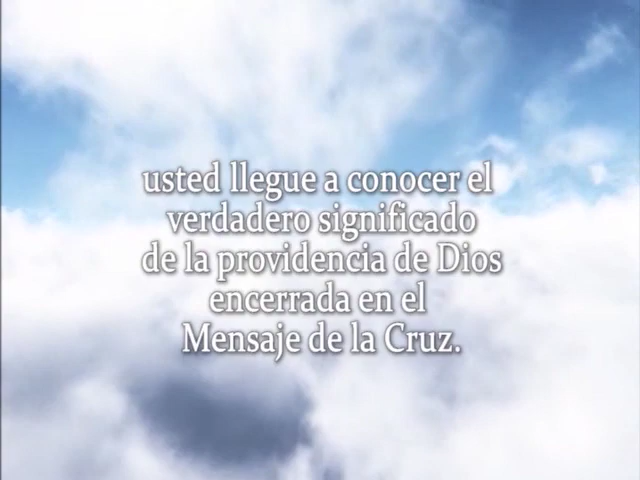 usted llegue a conocer el
verdadero significado
de la providencia de Dios
encerrada en el
Mensaje de la Cruz.